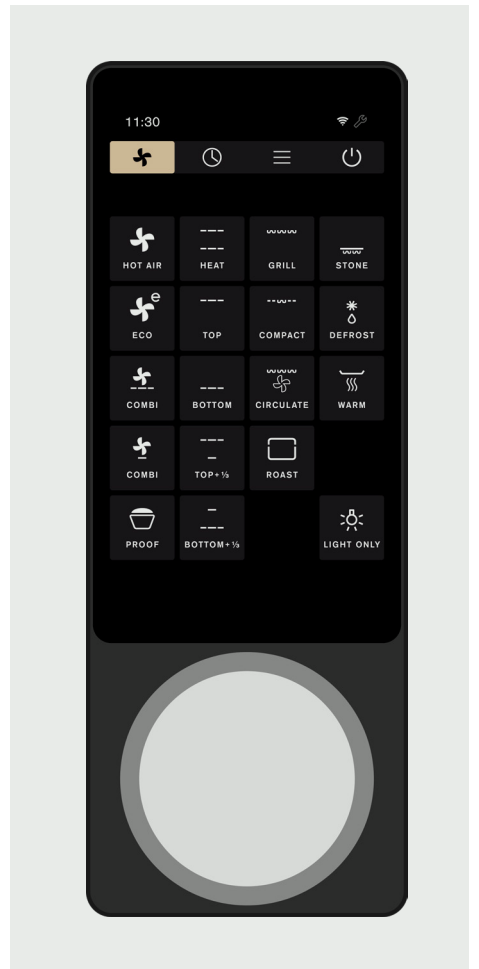 11:30
HOT AIR HEAT GRILL STONE
e
ECO TOP COMPACT DEFROST
COMBI BOTTOM CIRCULATE WARM
COMBI TOP+⅓ ROAST
PROOF BOTTOM+⅓ LIGHT ONLY